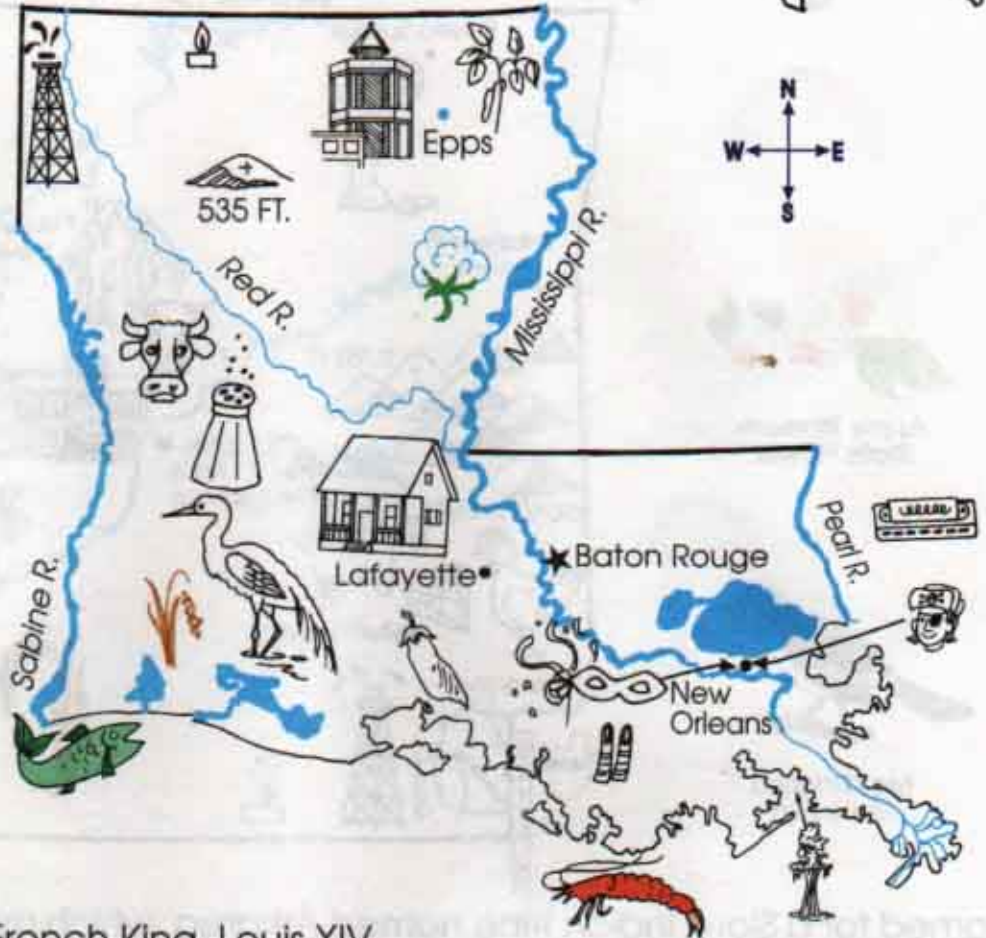 N
W E
S
Epps
535 FT.
Red R.
Mississippi R.
Baton Rouge
Pearl R.
Lafayette
Sabine R.
New
Orleans
French King, Louis XIV